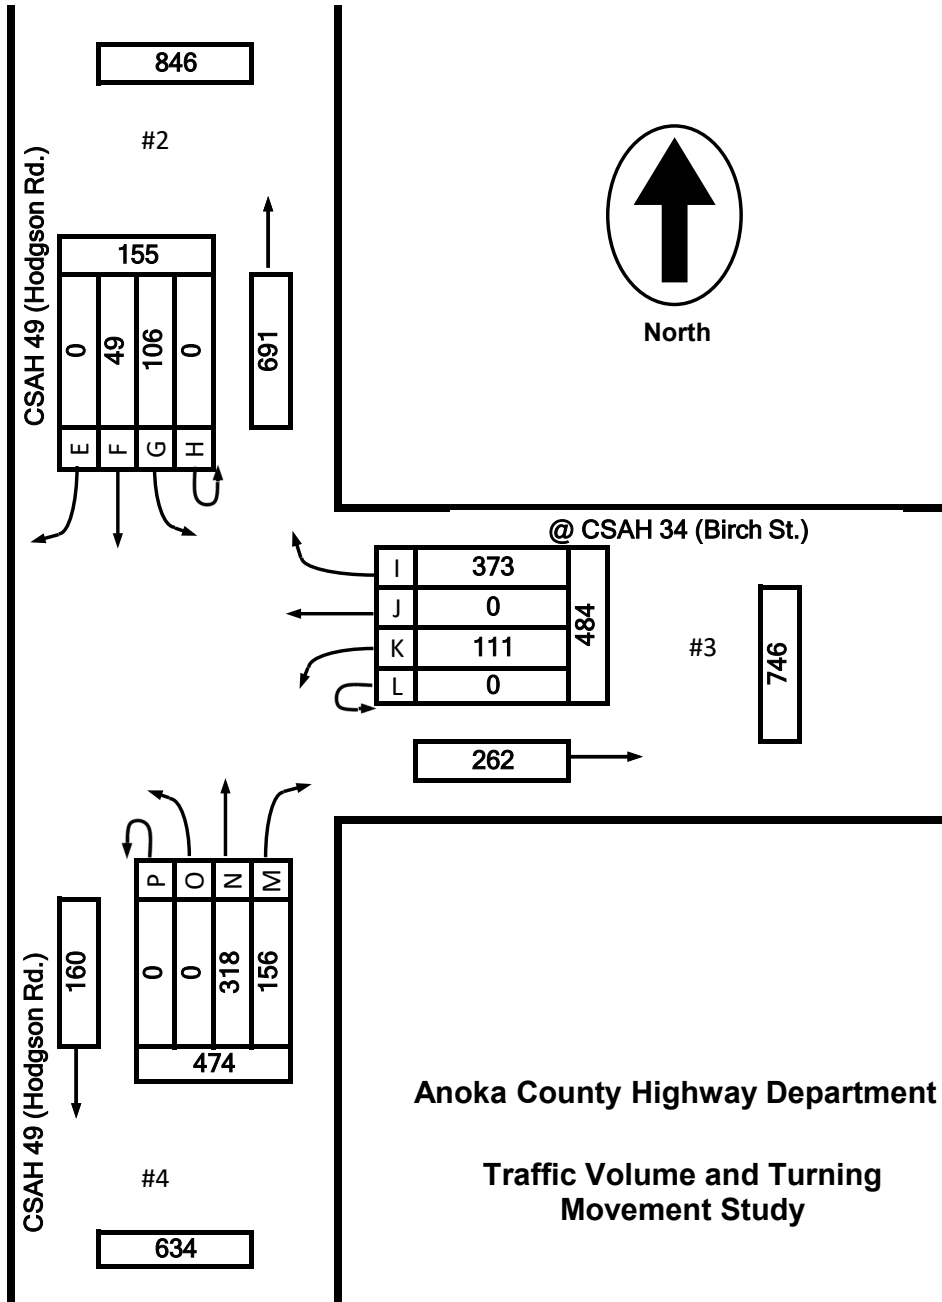 846
#2
CSAH 49 (Hodgson Rd.)
155
0
49
106
0
E
F
G
H
691
North
@ CSAH 34 (Birch St.)
I 373
J 0
K 111
L 0
484
#3
746
262
P
O
N
M
0
0
318
156
474
160
CSAH 49 (Hodgson Rd.)
#4
634
Anoka County Highway Department
Traffic Volume and Turning
Movement Study